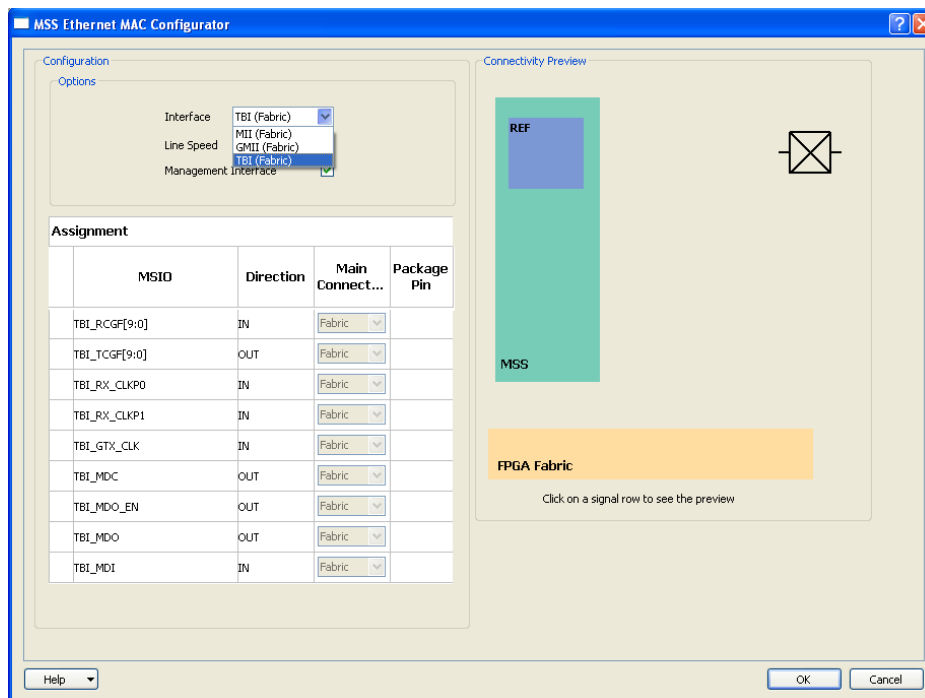 MSS Ethernet MAC Configurator
Configuration
Options
Interface TBI (Fabric)
MII (Fabric)
GMII (Fabric)
TBI (Fabric)
Line Speed
Management Interface
Assignment
MSIO Direction Main Connect... Package Pin
TBI_RCGF[9:0] IN Fabric
TBI_TCGF[9:0] OUT Fabric
TBI_RX_CLKP0 IN Fabric
TBI_RX_CLKP1 IN Fabric
TBI_GTX_CLK IN Fabric
TBI_MDC OUT Fabric
TBI_MDO_EN OUT Fabric
TBI_MDO OUT Fabric
TBI_MDI IN Fabric
Connectivity Preview
REF
MSS
FPGA Fabric
Click on a signal row to see the preview
Help OK Cancel